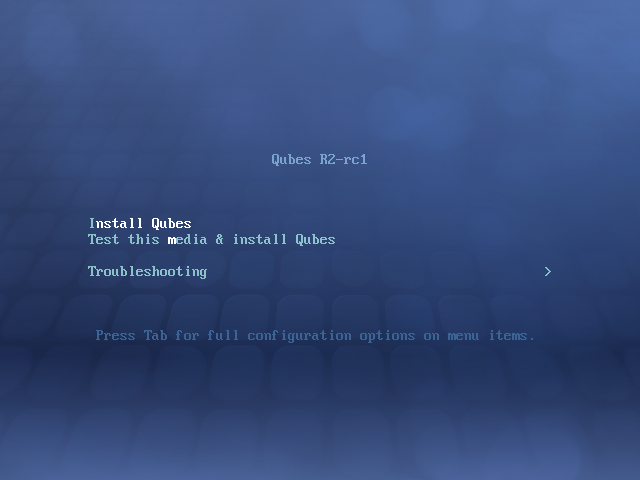 Qubes R2-rc1
Install Qubes
Test this media & install Qubes
Troubleshooting >
Press Tab for full configuration options on menu items.